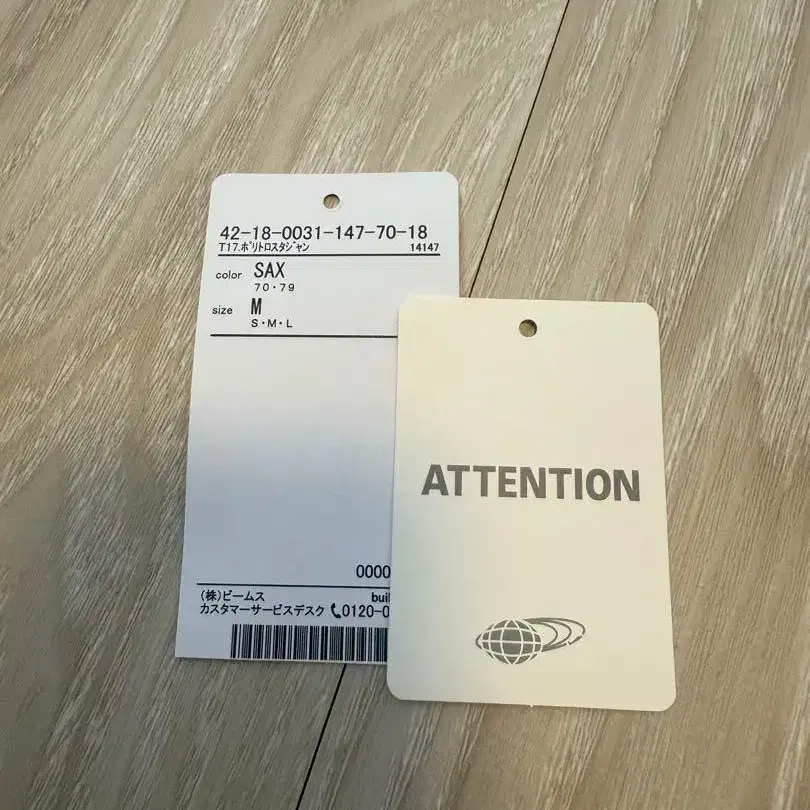 42-18-0031-147-70-18
T17.ﾎﾟﾘﾄﾛｽﾀｼﾞｬﾝ 14147
color SAX
70・79
size M
S・M・L
0000
(株)ビームス
カスタマーサービスデスク 0120-0
ATTENTION